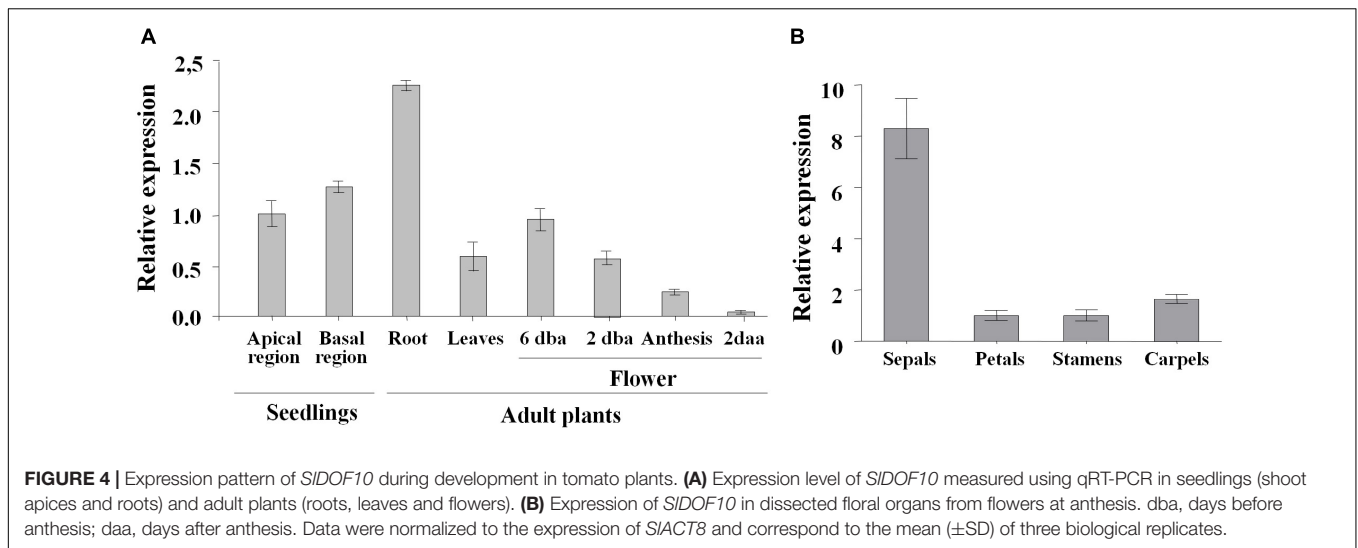 A
Relative expression
2,5
2.0
1.5
1.0
0.5
0.0
Apical region
Basal region
Root
Leaves
6 dba
2 dba
Anthesis
2daa
Flower
Seedlings
Adult plants
B
Relative expression
10
8
6
4
2
0
Sepals
Petals
Stamens
Carpels
FIGURE 4 | Expression pattern of SlDOF10 during development in tomato plants. (A) Expression level of SlDOF10 measured using qRT-PCR in seedlings (shoot
apices and roots) and adult plants (roots, leaves and flowers). (B) Expression of SlDOF10 in dissected floral organs from flowers at anthesis. dba, days before
anthesis; daa, days after anthesis. Data were normalized to the expression of SlACT8 and correspond to the mean (±SD) of three biological replicates.